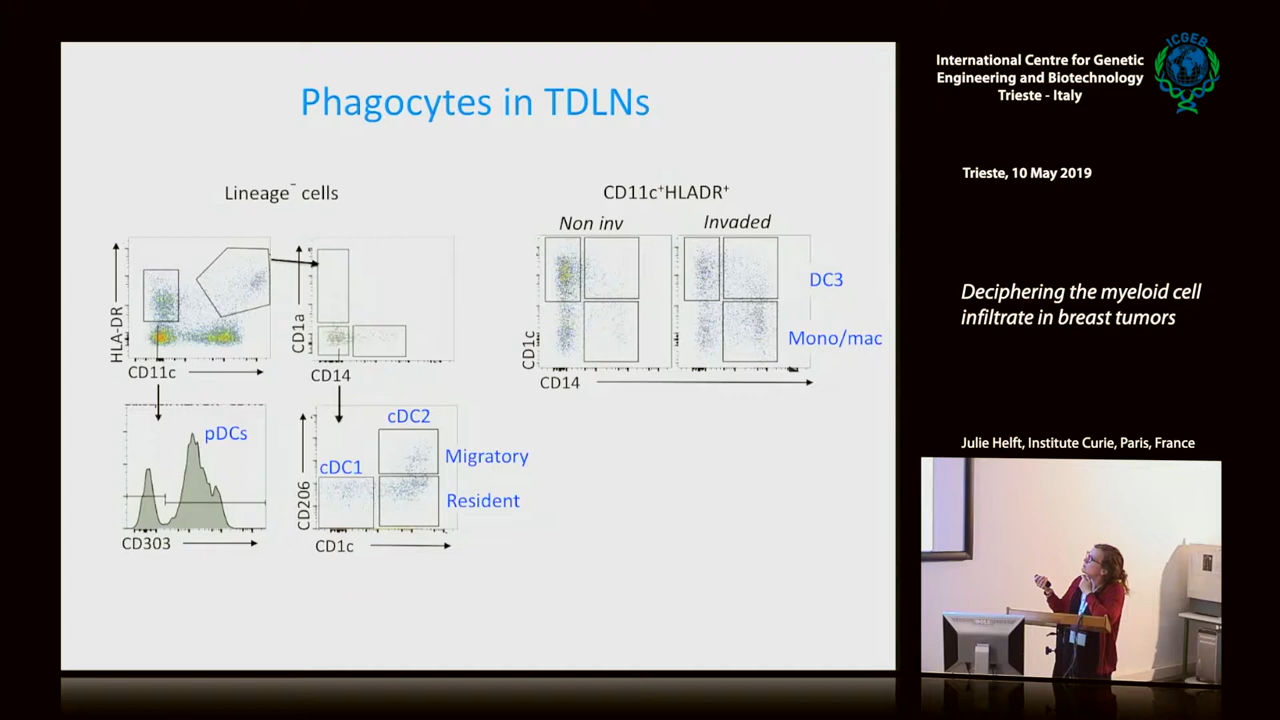 Phagocytes in TDLNs
Lineage⁻ cells
HLA-DR
CD11c
CD1a
CD14
pDCs
CD303
cDC2
cDC1
Migratory
Resident
CD206
CD1c
CD11c⁺HLADR⁺
Non inv
Invaded
DC3
Mono/mac
CD1c
CD14
International Centre for Genetic
Engineering and Biotechnology
Trieste - Italy
ICGEB
Trieste, 10 May 2019
Deciphering the myeloid cell
infiltrate in breast tumors
Julie Helft, Institute Curie, Paris, France
DELL